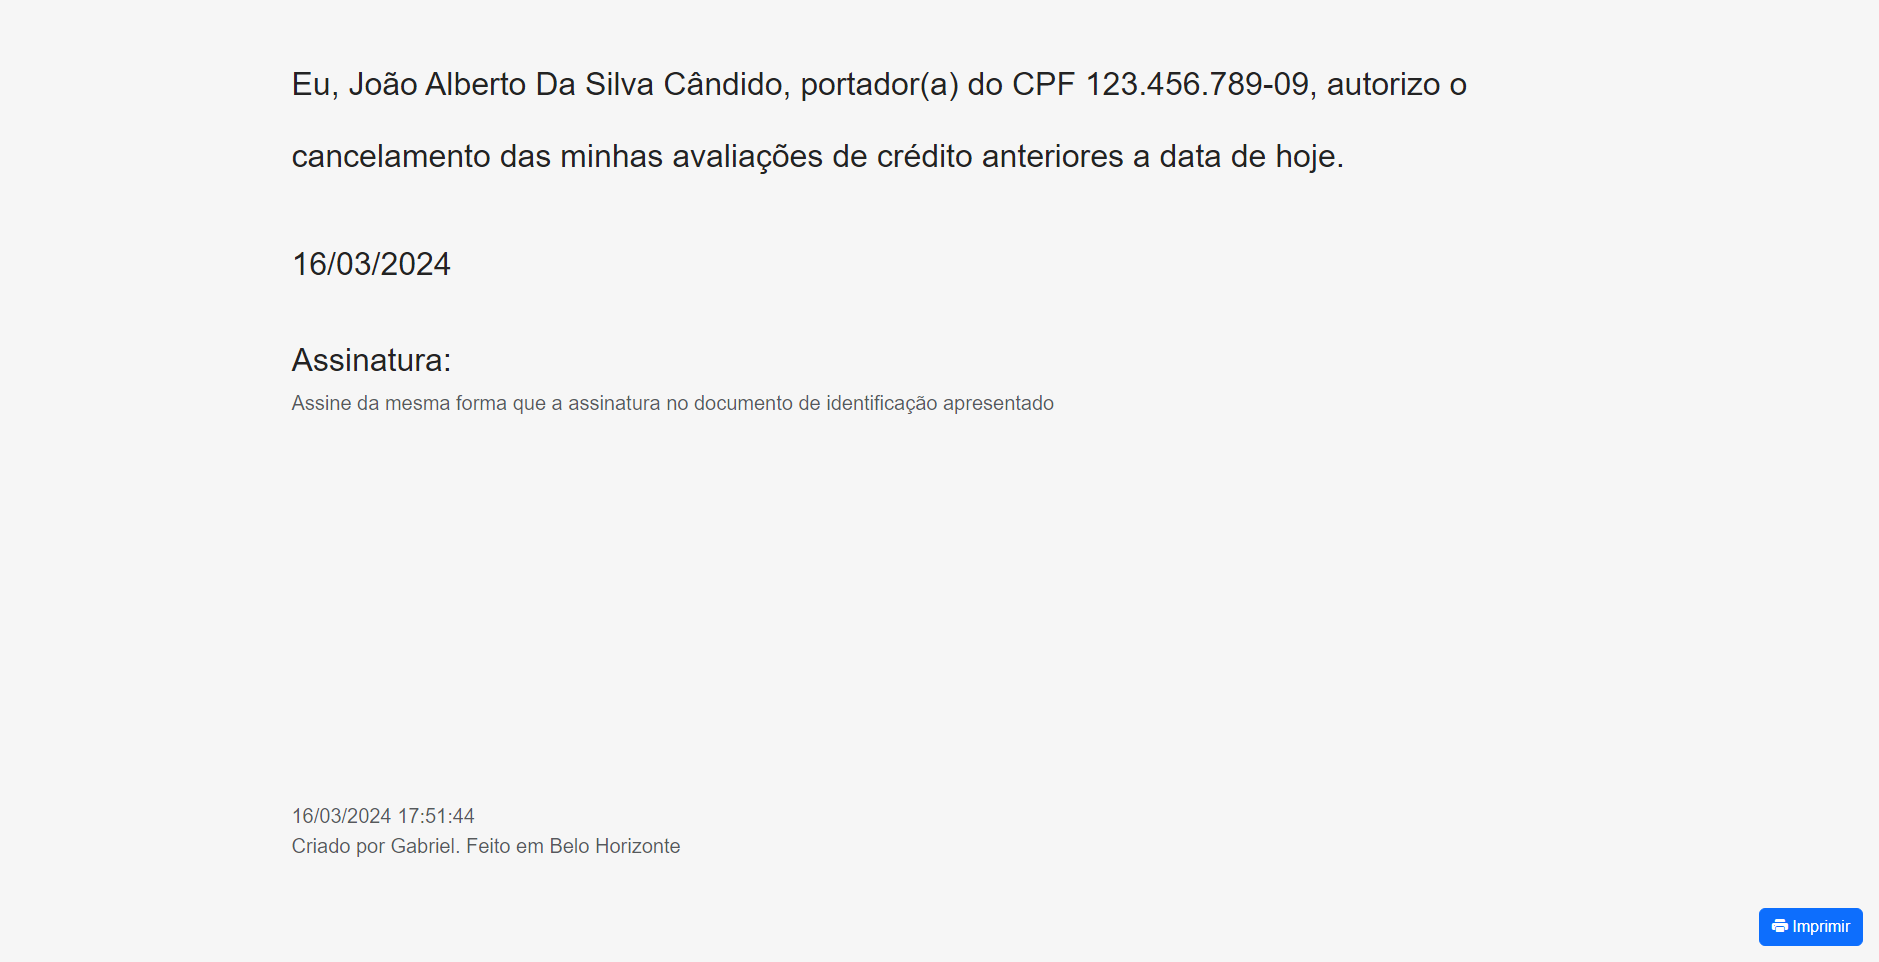 Eu, João Alberto Da Silva Cândido, portador(a) do CPF 123.456.789-09, autorizo o
cancelamento das minhas avaliações de crédito anteriores a data de hoje.
16/03/2024
Assinatura:
Assine da mesma forma que a assinatura no documento de identificação apresentado
16/03/2024 17:51:44
Criado por Gabriel. Feito em Belo Horizonte
Imprimir